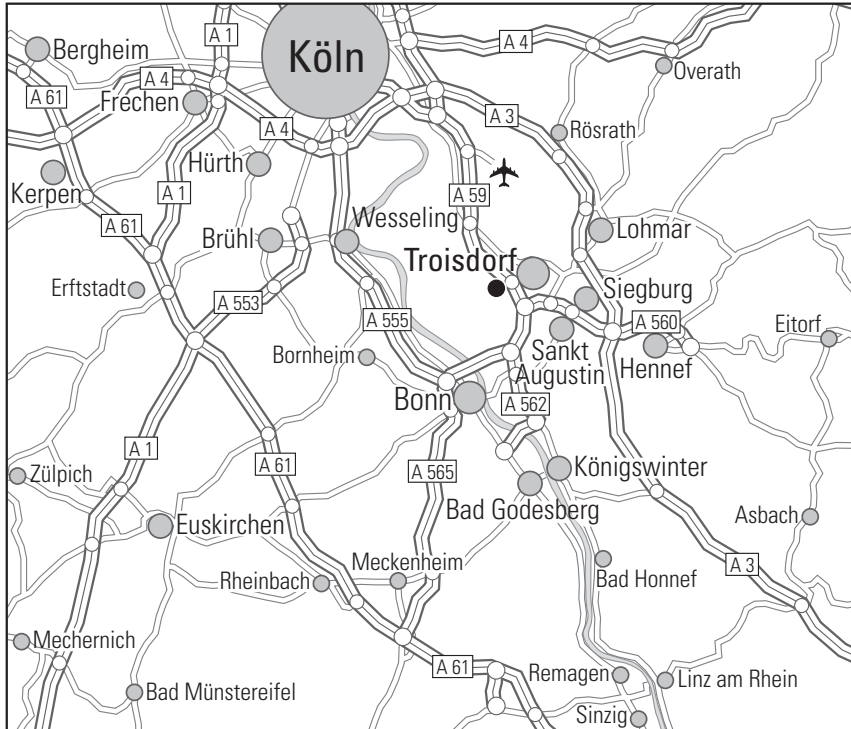 A 1
A 4
Bergheim
Köln
Overath
A 4
A 61
Frechen
A 3
A 4
Rösrath
Hürth
Kerpen
A 1
A 59
A 61
Wesseling
Brühl
Lohmar
Troisdorf
Erftstadt
Siegburg
A 553
A 555
A 560
Eitorf
Bornheim
Sankt
Augustin
Hennef
Bonn
A 562
A 1
A 61
A 565
Zülpich
Königswinter
Bad Godesberg
Asbach
Euskirchen
Meckenheim
A 3
Rheinbach
Bad Honnef
Mechernich
A 61
Remagen
Linz am Rhein
Bad Münstereifel
Sinzig